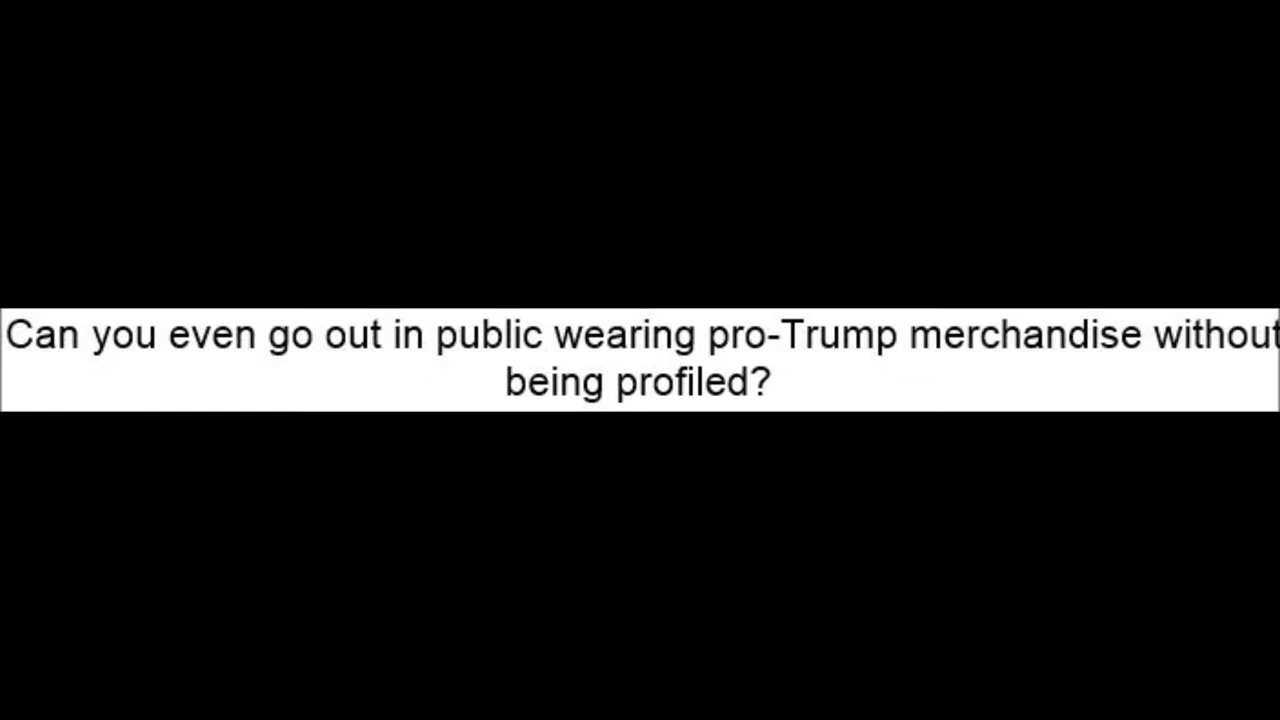 Can you even go out in public wearing pro-Trump merchandise without
being profiled?